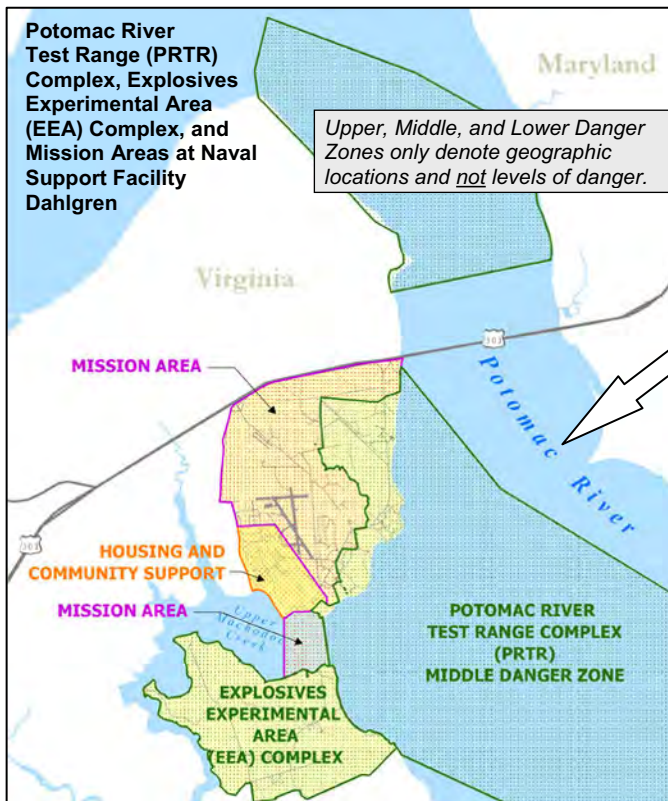 Potomac River
Test Range (PRTR)
Complex, Explosives
Experimental Area
(EEA) Complex, and
Mission Areas at Naval
Support Facility
Dahlgren
Maryland
Upper, Middle, and Lower Danger
Zones only denote geographic
locations and not levels of danger.
Virginia
301
MISSION AREA
Potomac River
301
HOUSING AND
COMMUNITY SUPPORT
MISSION AREA
Upper
Machodoc
Creek
POTOMAC RIVER
TEST RANGE COMPLEX
(PRTR)
MIDDLE DANGER ZONE
EXPLOSIVES
EXPERIMENTAL
AREA
(EEA) COMPLEX